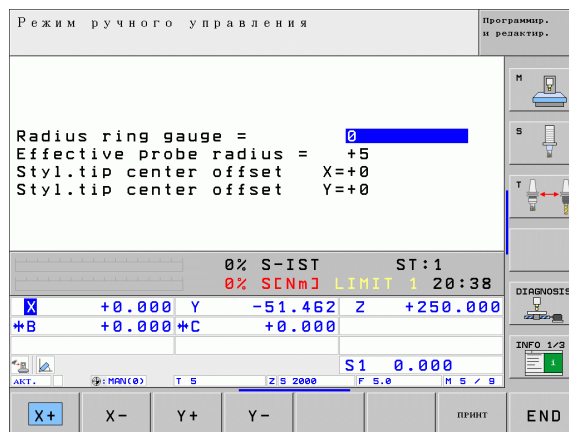 Режим ручного управления
Программир.
и редактир.
M
Radius ring gauge = 0
Effective probe radius = +5
Styl.tip center offset X=+0
Styl.tip center offset Y=+0
S
T
0% S-IST ST:1
0% S[Nm] LIMIT 1 20:38
DIAGNOSIS
X +0.000 Y -51.462 Z +250.000
B +0.000 C +0.000
INFO 1/3
S1 0.000
АКТ. : MAN(0) T 5 Z S 2000 F 5.0 M 5 / 9
X+ X- Y+ Y- ПРИНТ END